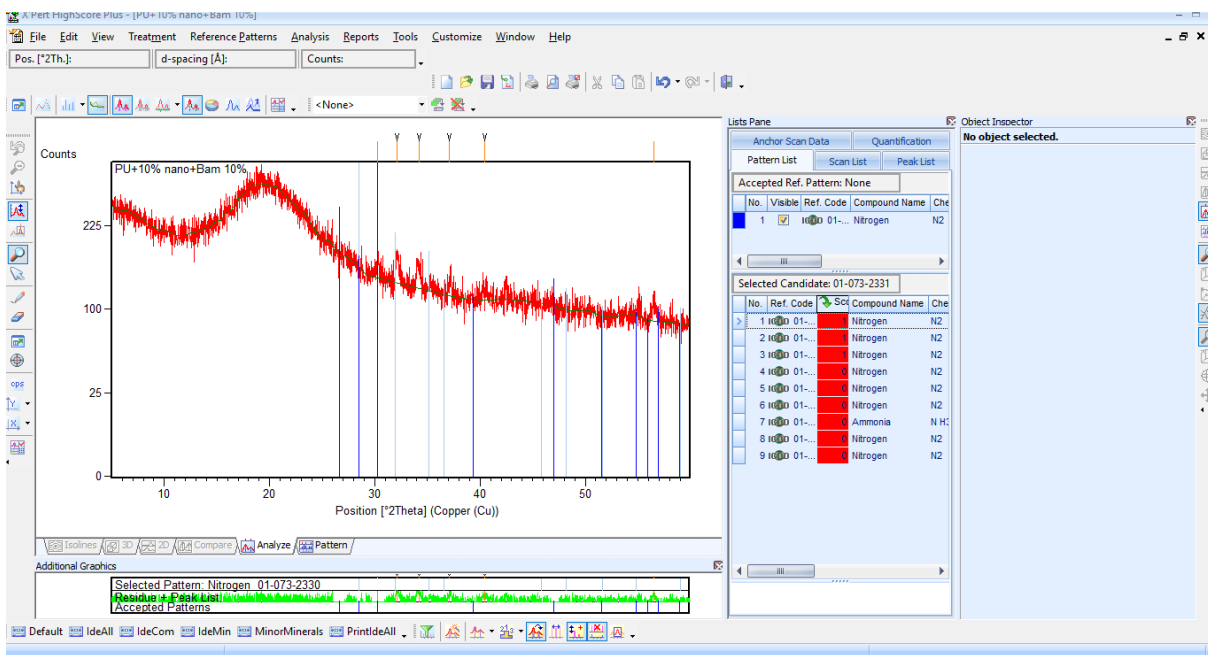 X'Pert HighScore Plus - [PU+10% nano+Bam 10%]
File Edit View Treatment Reference Patterns Analysis Reports Tools Customize Window Help
Pos. [°2Th.]: d-spacing [Å]: Counts:
<None>
Lists Pane
Object Inspector
Anchor Scan Data Quantification
No object selected.
Pattern List Scan List Peak List
Accepted Ref. Pattern: None
No. Visible Ref. Code Compound Name Che
1 01-... Nitrogen N2
Selected Candidate: 01-073-2331
No. Ref. Code Sco Compound Name Che
1 01-... 1 Nitrogen N2
2 01-... 1 Nitrogen N2
3 01-... 1 Nitrogen N2
4 01-... 0 Nitrogen N2
5 01-... 0 Nitrogen N2
6 01-... 0 Nitrogen N2
7 01-... 0 Ammonia N H3
8 01-... 0 Nitrogen N2
9 01-... 0 Nitrogen N2
Counts
PU+10% nano+Bam 10%
225
100
25
0
10 20 30 40 50
Position [°2Theta] (Copper (Cu))
Isolines 3D 2D Compare Analyze Pattern
Additional Graphics
Selected Pattern: Nitrogen 01-073-2330
Residue + Peak List
Accepted Patterns
Default IdeAll IdeCom IdeMin MinorMinerals PrintIdeAll